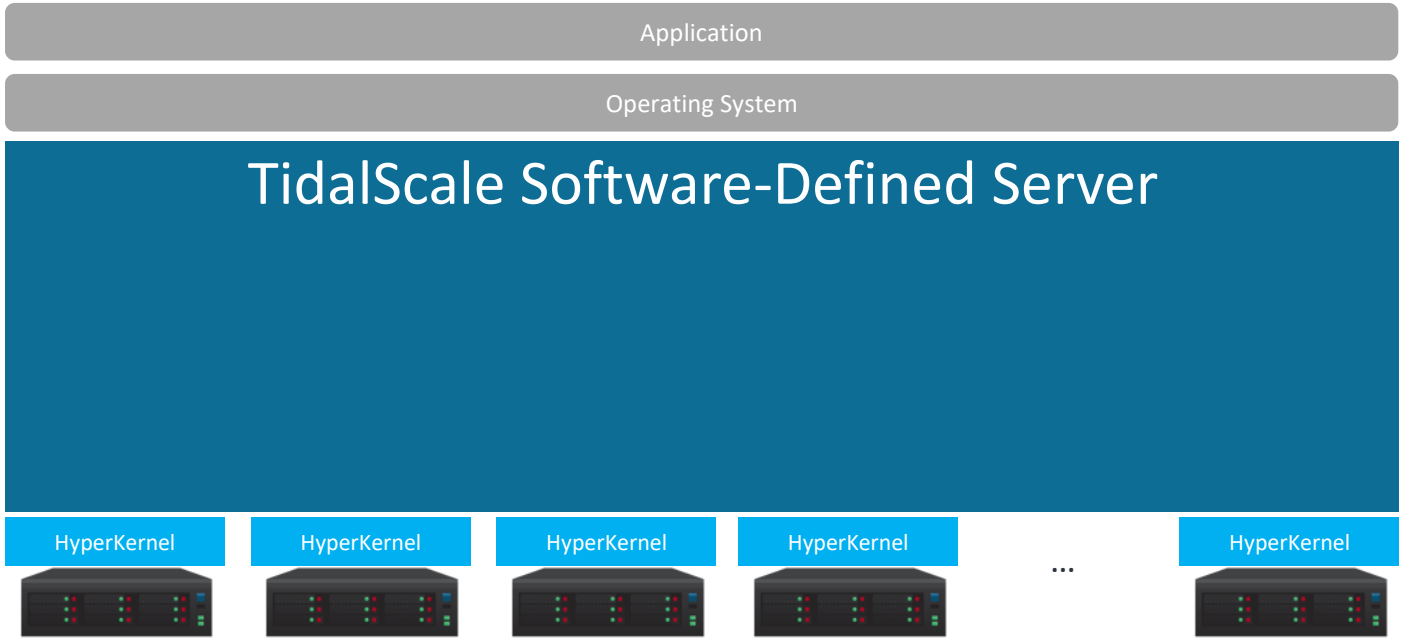 Application
Operating System
TidalScale Software-Defined Server
HyperKernel HyperKernel HyperKernel HyperKernel ... HyperKernel